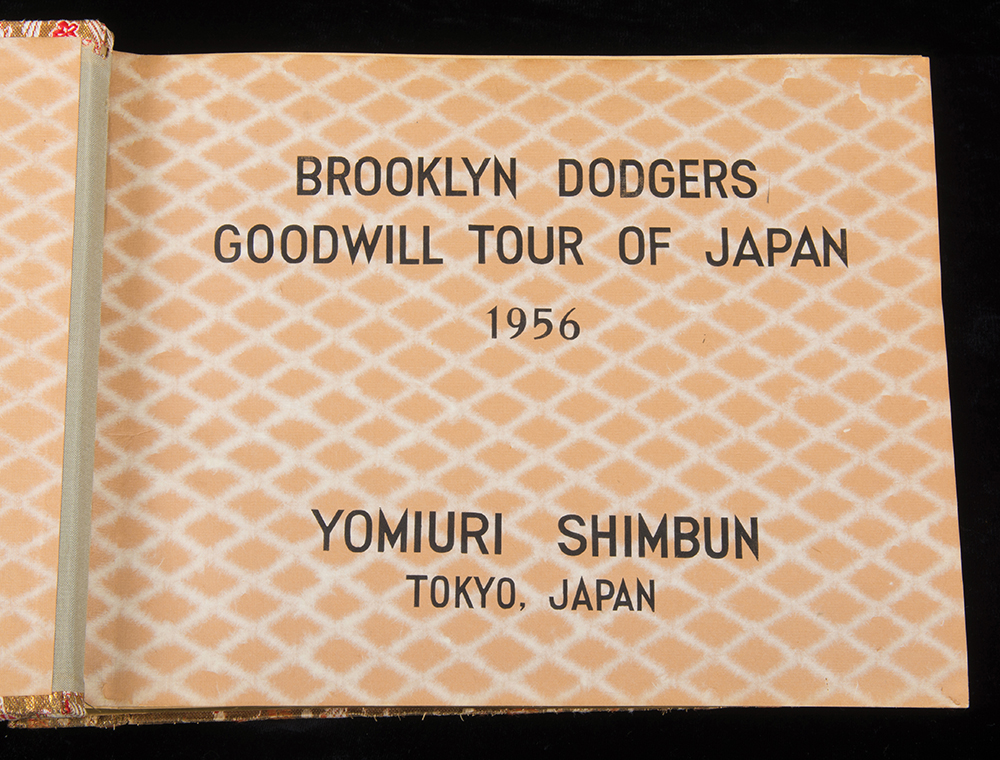 BROOKLYN DODGERS
GOODWILL TOUR OF JAPAN
1956
YOMIURI SHIMBUN
TOKYO, JAPAN